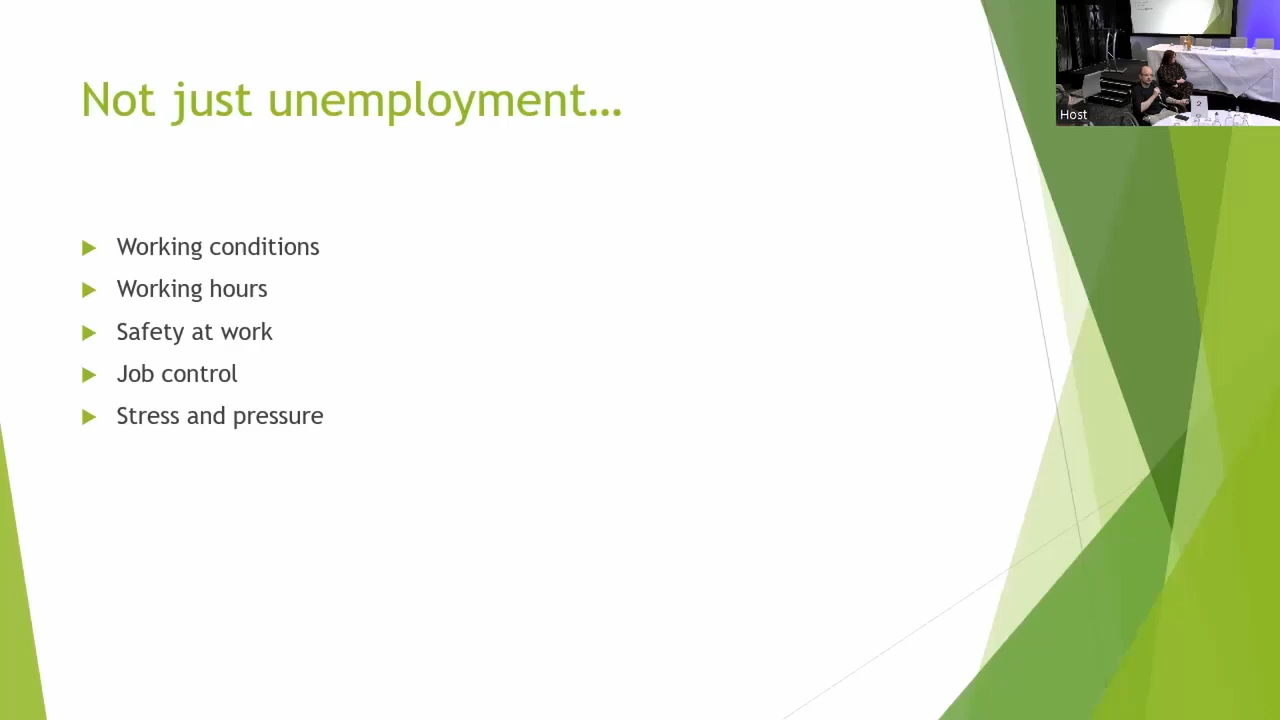 Not just unemployment…
Host
Working conditions
Working hours
Safety at work
Job control
Stress and pressure